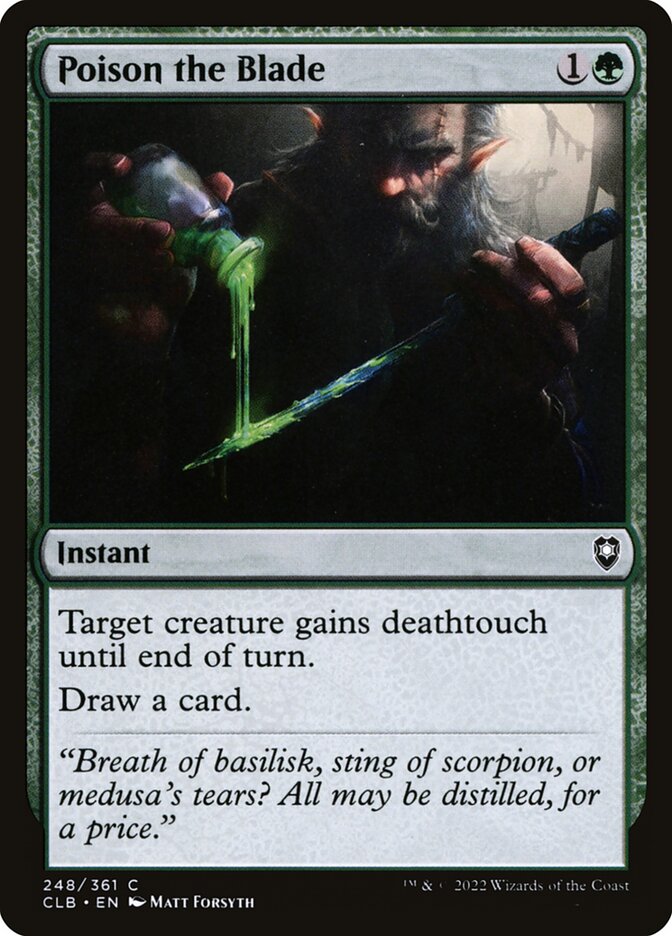 Poison the Blade 1
Instant
Target creature gains deathtouch
until end of turn.
Draw a card.
“Breath of basilisk, sting of scorpion, or
medusa’s tears? All may be distilled, for
a price.”
248/361 C ™ & © 2022 Wizards of the Coast
CLB • EN Matt Forsyth